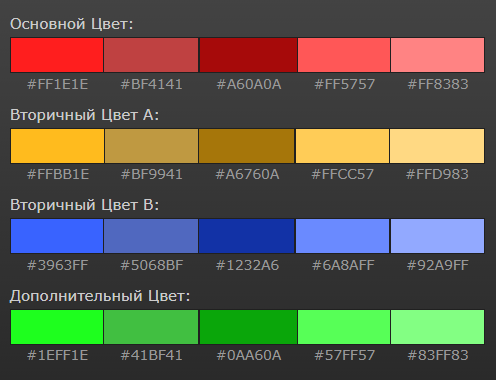 Основной Цвет:
#FF1E1E #BF4141 #A60A0A #FF5757 #FF8383
Вторичный Цвет A:
#FFBB1E #BF9941 #A6760A #FFCC57 #FFD983
Вторичный Цвет B:
#3963FF #5068BF #1232A6 #6A8AFF #92A9FF
Дополнительный Цвет:
#1EFF1E #41BF41 #0AA60A #57FF57 #83FF83